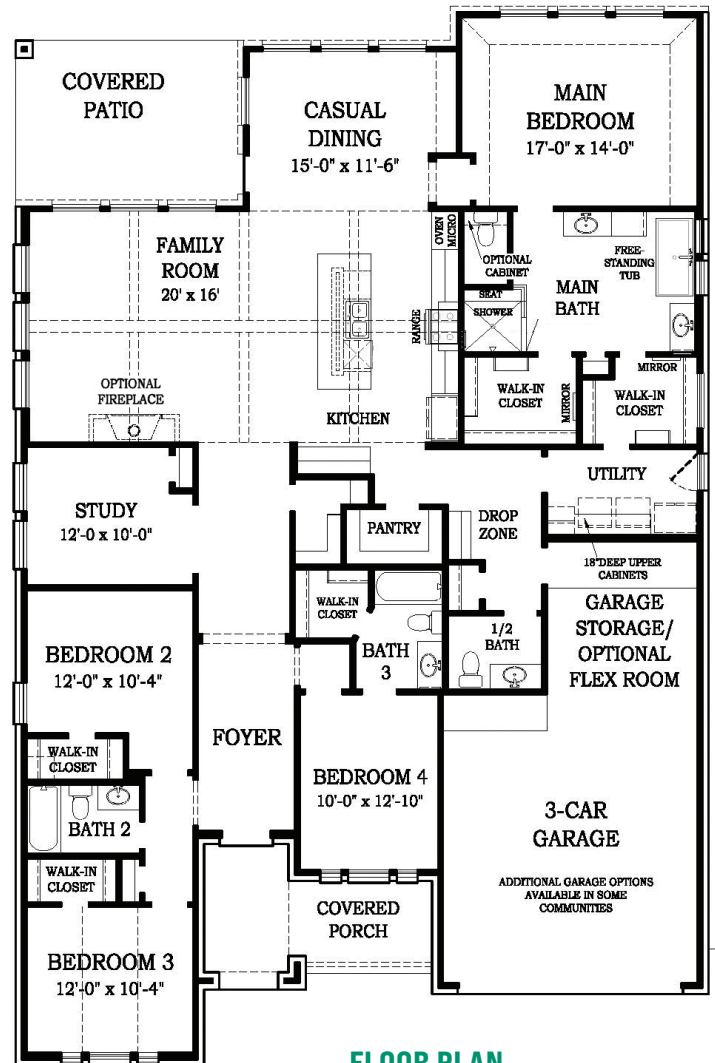 COVERED
PATIO
CASUAL
DINING
15'-0" x 11'-6"
MAIN
BEDROOM
17'-0" x 14'-0"
FAMILY
ROOM
20' x 16'
OVEN
MICRO
OPTIONAL
CABINET
FREE-
STANDING
TUB
MAIN
BATH
SEAT
SHOWER
RANGE
OPTIONAL
FIREPLACE
KITCHEN
WALK-IN
CLOSET
MIRROR
MIRROR
WALK-IN
CLOSET
STUDY
12'-0 x 10'-0"
PANTRY
DROP
ZONE
UTILITY
18" DEEP UPPER
CABINETS
WALK-IN
CLOSET
BATH
3
1/2
BATH
GARAGE
STORAGE/
OPTIONAL
FLEX ROOM
BEDROOM 2
12'-0" x 10'-4"
WALK-IN
CLOSET
FOYER
BEDROOM 4
10'-0" x 12'-10"
BATH 2
3-CAR
GARAGE
ADDITIONAL GARAGE OPTIONS
AVAILABLE IN SOME
COMMUNITIES
WALK-IN
CLOSET
COVERED
PORCH
BEDROOM 3
12'-0" x 10'-4"
FLOOR PLAN